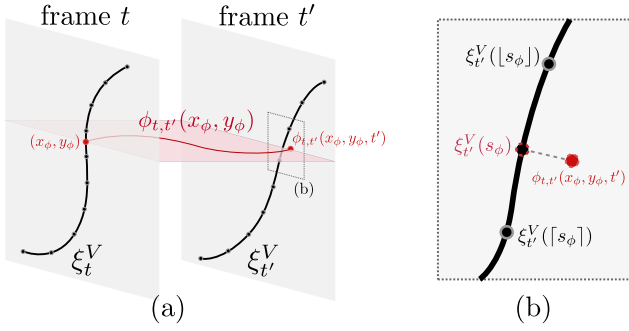 frame t
frame t′
ϕ_{t,t′}(x_ϕ, y_ϕ)
(x_ϕ, y_ϕ)
ϕ_{t,t′}(x_ϕ, y_ϕ, t′)
(b)
ξ_t^V
ξ_{t′}^V
(a)
ξ_{t′}^V(⌊s_ϕ⌋)
ξ_{t′}^V(s_ϕ)
ϕ_{t,t′}(x_ϕ, y_ϕ, t′)
ξ_{t′}^V(⌈s_ϕ⌉)
(b)